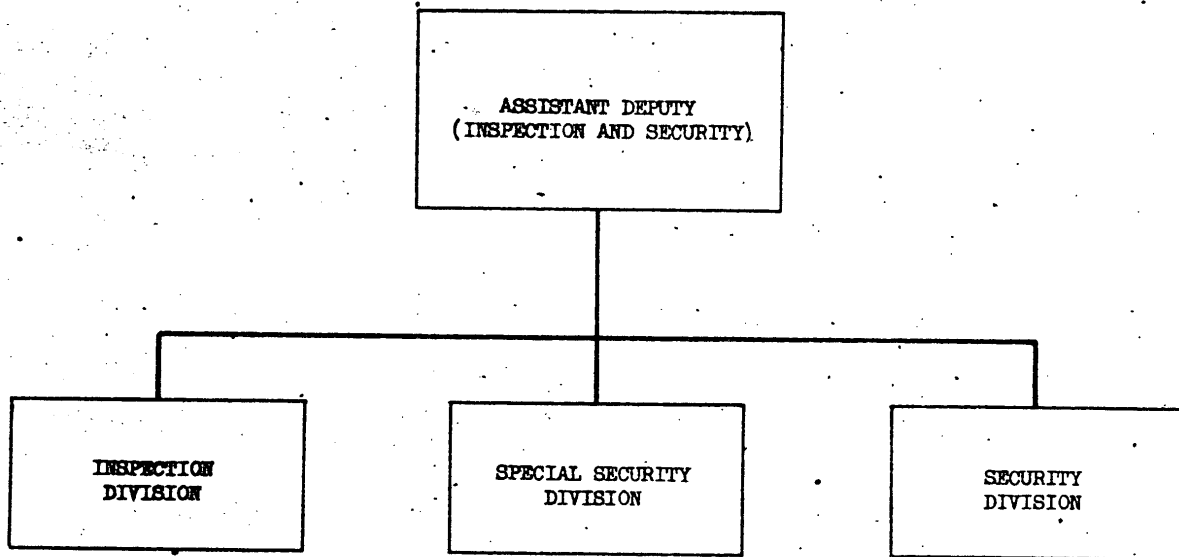 ASSISTANT DEPUTY
(INSPECTION AND SECURITY)
INSPECTION
DIVISION
SPECIAL SECURITY
DIVISION
SECURITY
DIVISION